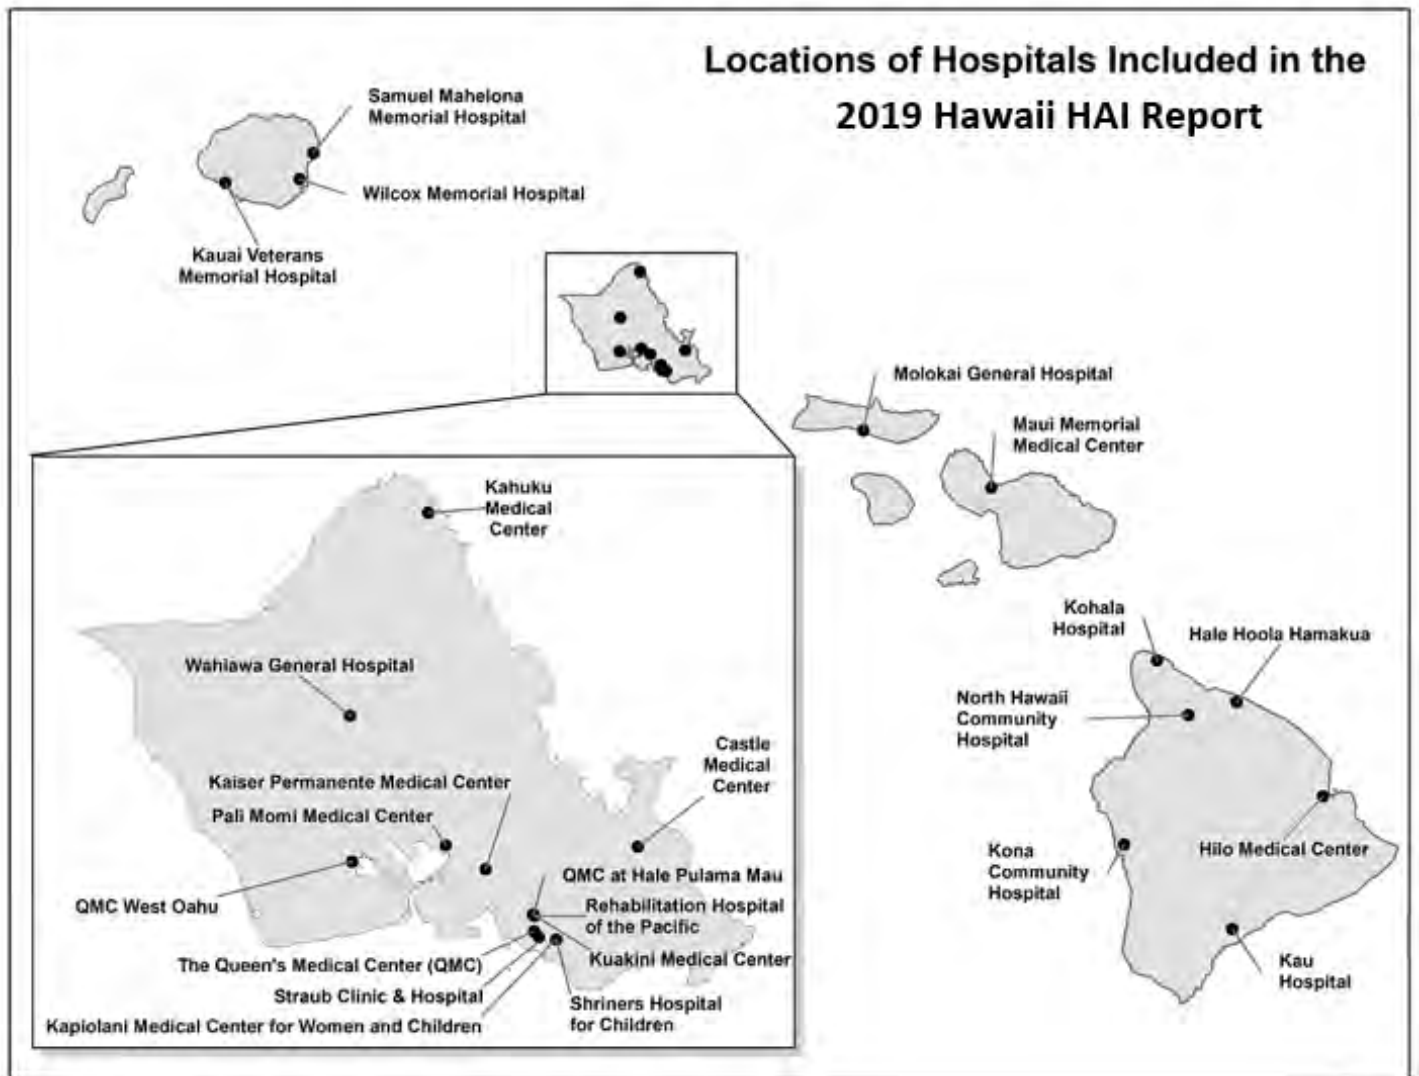 Locations of Hospitals Included in the
2019 Hawaii HAI Report
Samuel Mahelona
Memorial Hospital
Wilcox Memorial Hospital
Kauai Veterans
Memorial Hospital
Molokai General Hospital
Maui Memorial
Medical Center
Kahuku
Medical
Center
Wahiawa General Hospital
Castle
Medical
Center
Kaiser Permanente Medical Center
Pali Momi Medical Center
QMC West Oahu
QMC at Hale Pulama Mau
Rehabilitation Hospital
of the Pacific
Kuakini Medical Center
The Queen's Medical Center (QMC)
Straub Clinic & Hospital
Kapiolani Medical Center for Women and Children
Shriners Hospital
for Children
Kohala
Hospital
Hale Hoola Hamakua
North Hawaii
Community
Hospital
Kona
Community
Hospital
Hilo Medical Center
Kau
Hospital